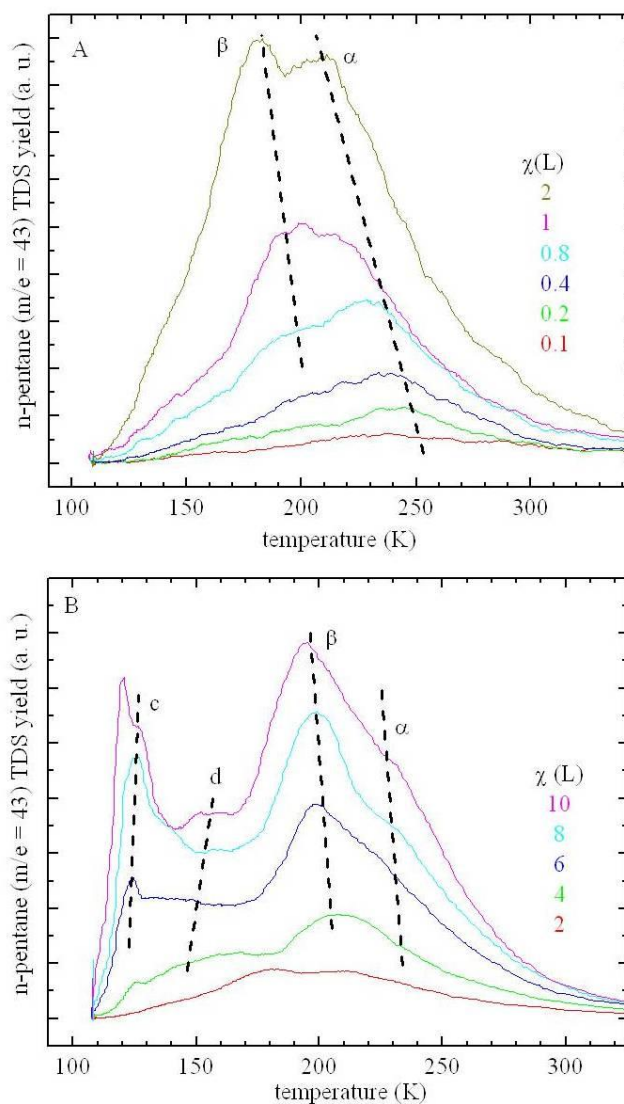 A
β
α
n-pentane (m/e = 43) TDS yield (a. u.)
χ(L)
2
1
0.8
0.4
0.2
0.1
100 150 200 250 300
temperature (K)
B
β
c
α
d
n-pentane (m/e = 43) TDS yield (a. u.)
χ (L)
10
8
6
4
2
100 150 200 250 300
temperature (K)